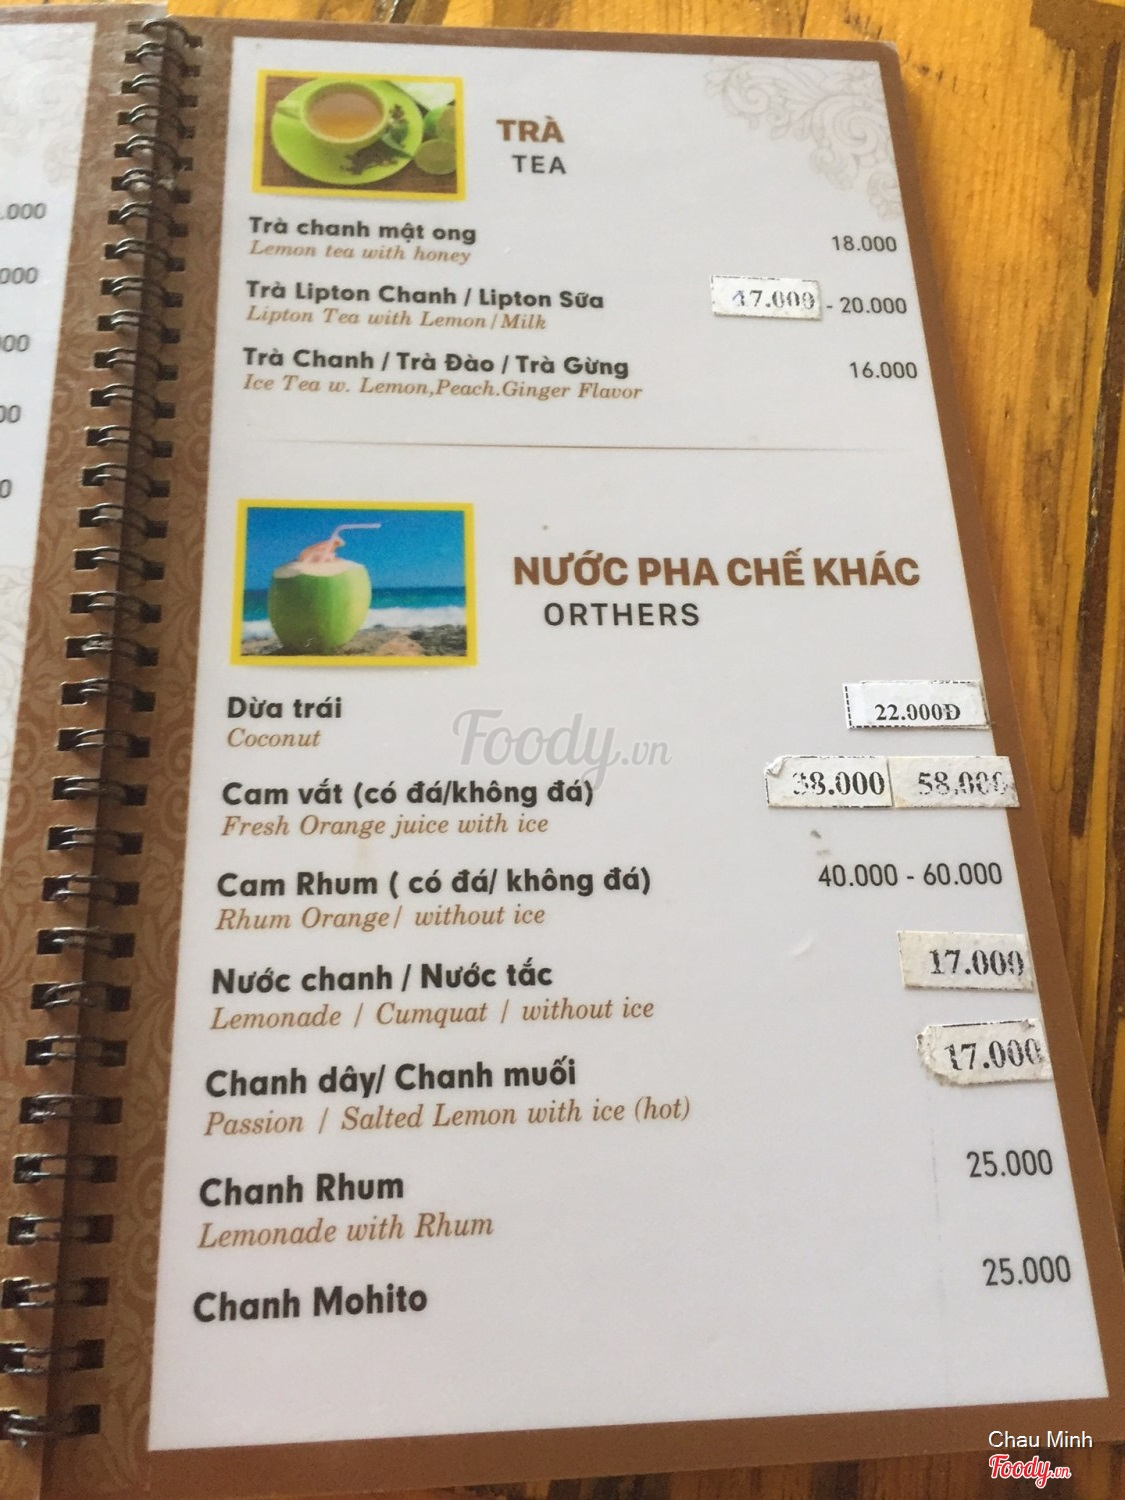 TRÀ
TEA
Trà chanh mật ong 18.000
Lemon tea with honey
Trà Lipton Chanh / Lipton Sữa 17.000 - 20.000
Lipton Tea with Lemon/Milk
Trà Chanh / Trà Đào / Trà Gừng 16.000
Ice Tea w. Lemon,Peach.Ginger Flavor
NƯỚC PHA CHẾ KHÁC
ORTHERS
Dừa trái 22.000Đ
Coconut
Foody.vn
Cam vắt (có đá/không đá) 38.000 58.000
Fresh Orange juice with ice
Cam Rhum ( có đá/ không đá) 40.000 - 60.000
Rhum Orange/ without ice
Nước chanh / Nước tắc 17.000
Lemonade / Cumquat / without ice
Chanh dây/ Chanh muối 17.000
Passion / Salted Lemon with ice (hot)
Chanh Rhum 25.000
Lemonade with Rhum
Chanh Mohito 25.000
Chau Minh
Foody.vn